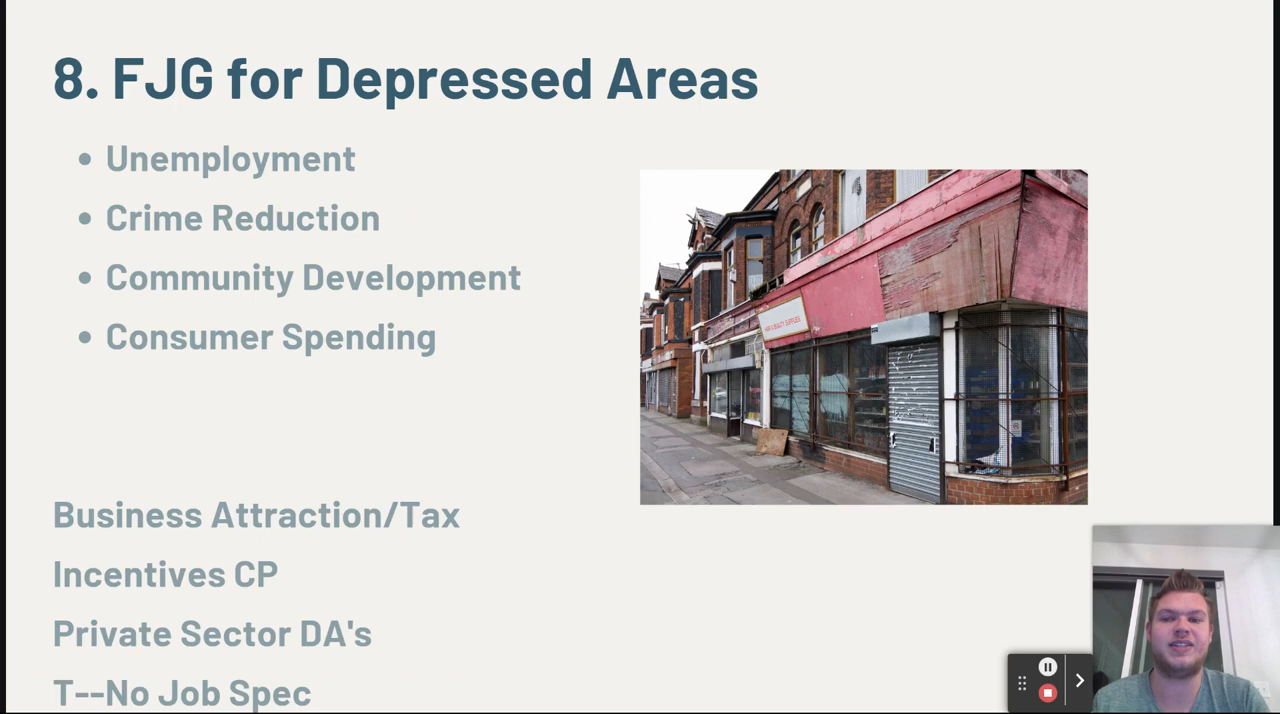 8. FJG for Depressed Areas
• Unemployment
• Crime Reduction
• Community Development
• Consumer Spending
Business Attraction/Tax
Incentives CP
Private Sector DA's
T--No Job Spec